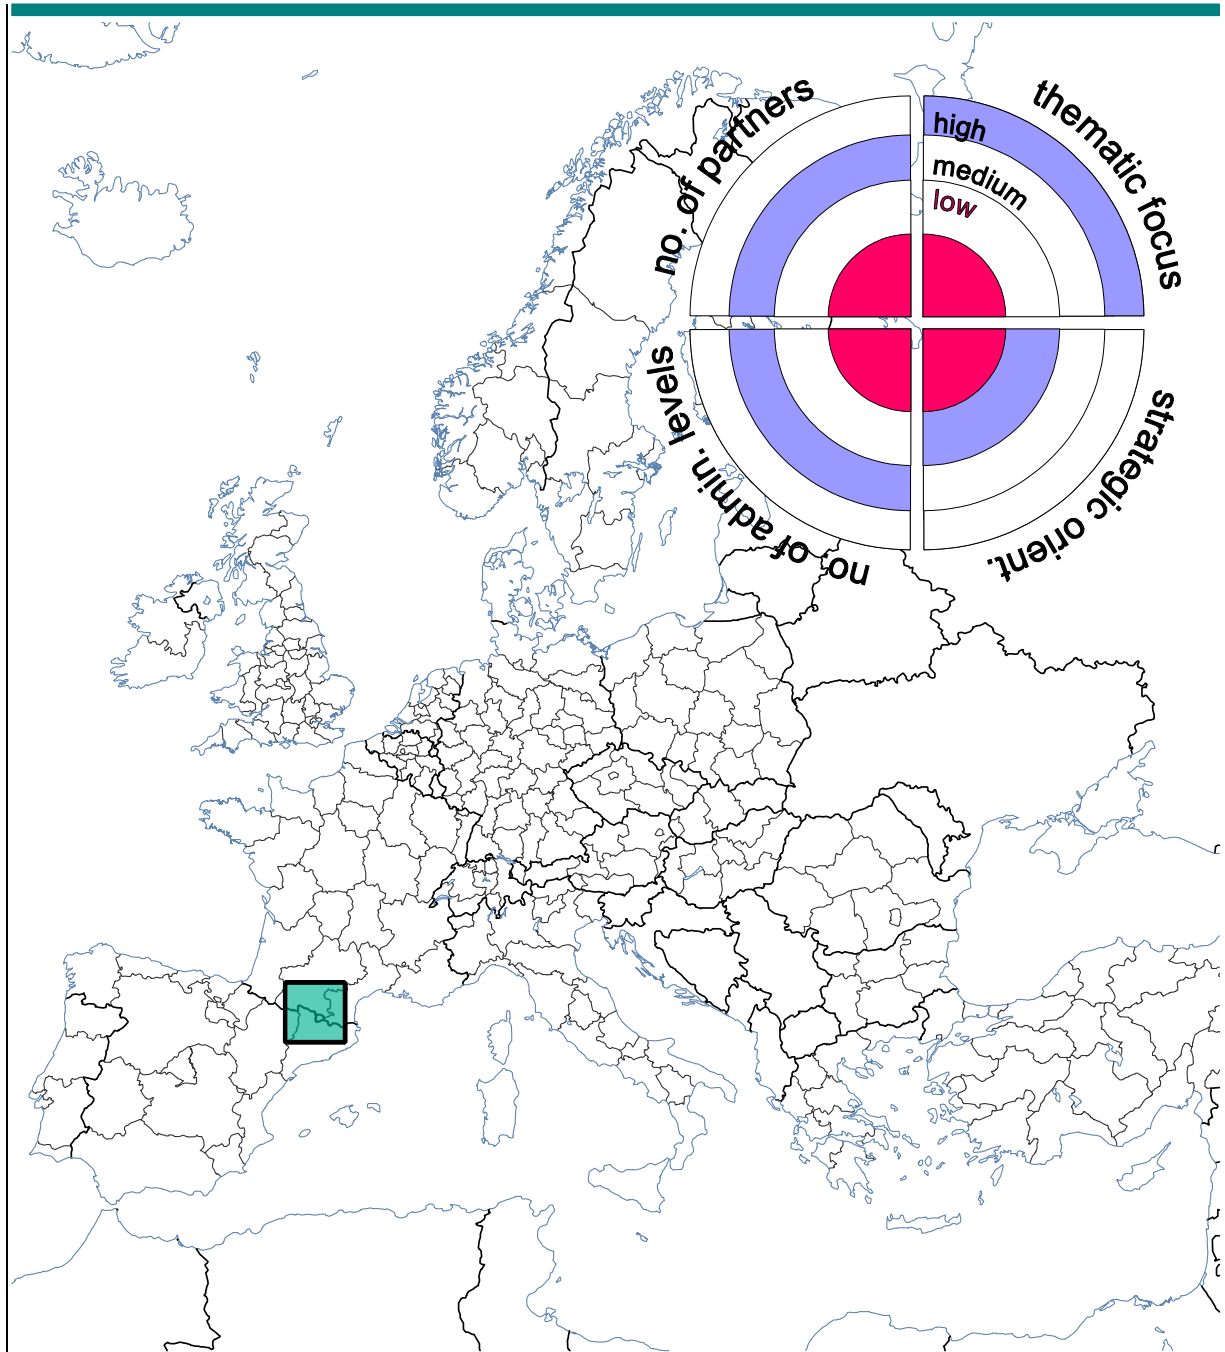 no. of partners
thematic focus
high
medium
low
no. of admin. levels
strategic orient.